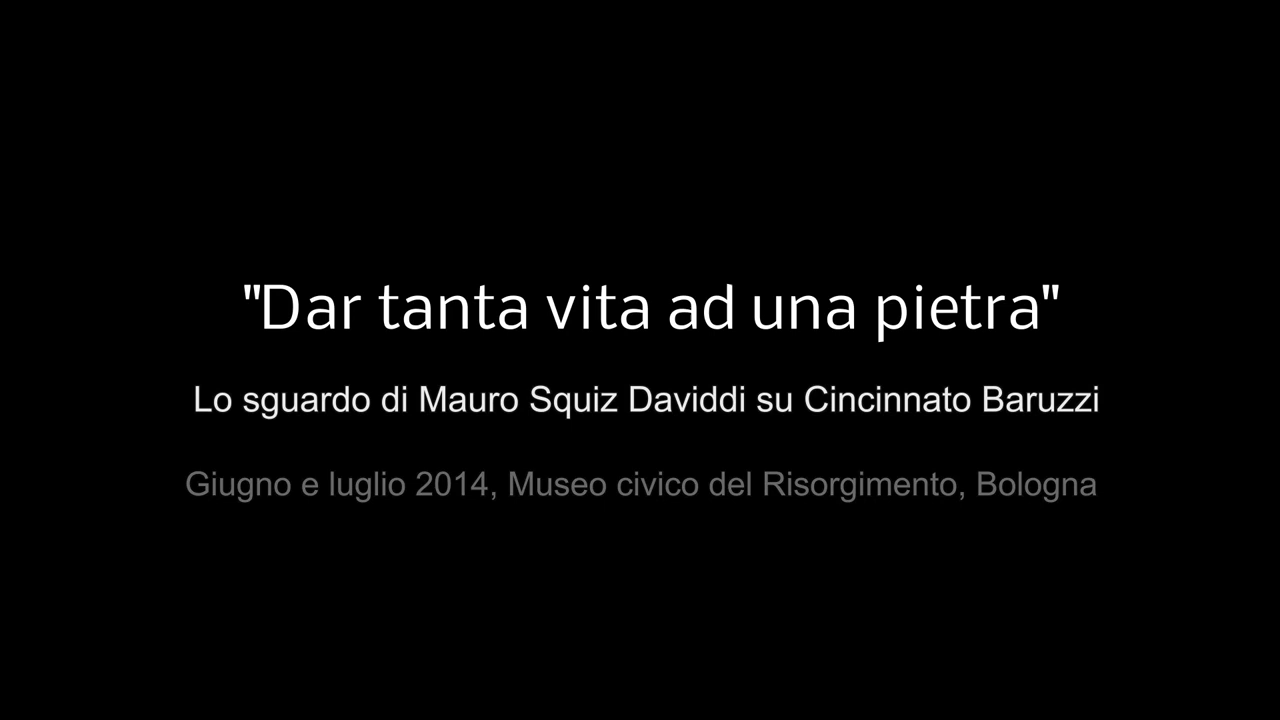 "Dar tanta vita ad una pietra"
Lo sguardo di Mauro Squiz Daviddi su Cincinnato Baruzzi
Giugno e luglio 2014, Museo civico del Risorgimento, Bologna